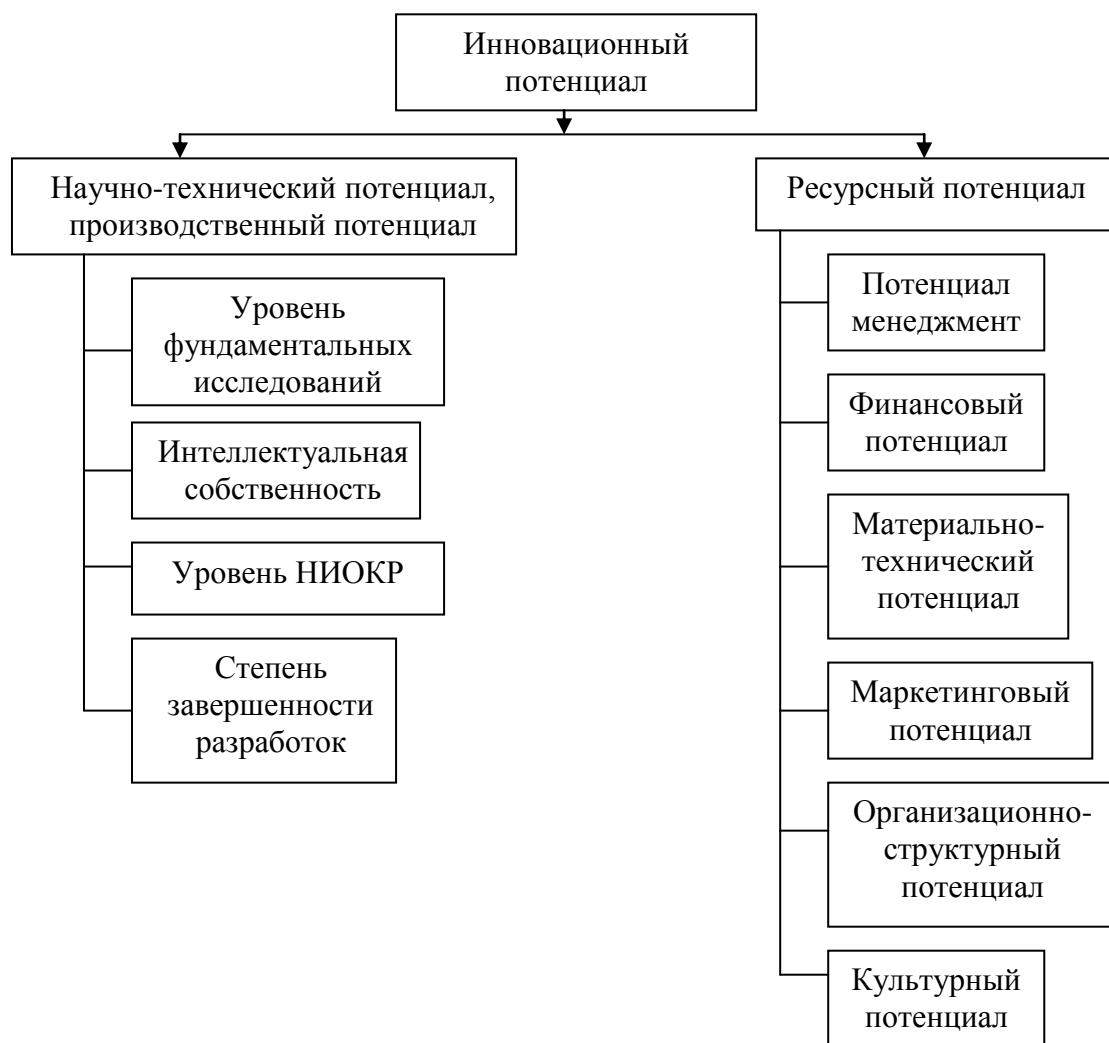 Инновационный
потенциал
Научно-технический потенциал,
производственный потенциал
Уровень
фундаментальных
исследований
Интеллектуальная
собственность
Уровень НИОКР
Степень
завершенности
разработок
Ресурсный потенциал
Потенциал
менеджмент
Финансовый
потенциал
Материально-
технический
потенциал
Маркетинговый
потенциал
Организационно-
структурный
потенциал
Культурный
потенциал